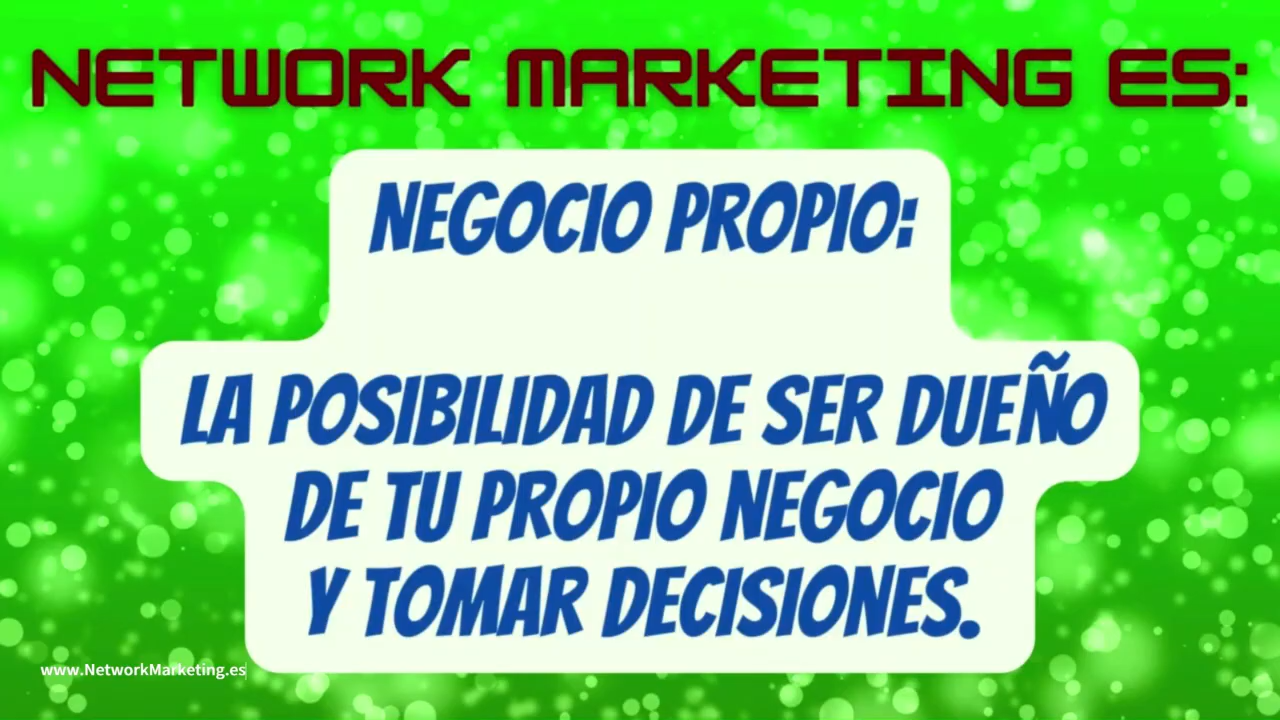 NETWORK MARKETING ES:
NEGOCIO PROPIO:
LA POSIBILIDAD DE SER DUEÑO
DE TU PROPIO NEGOCIO
Y TOMAR DECISIONES.
www.NetworkMarketing.es